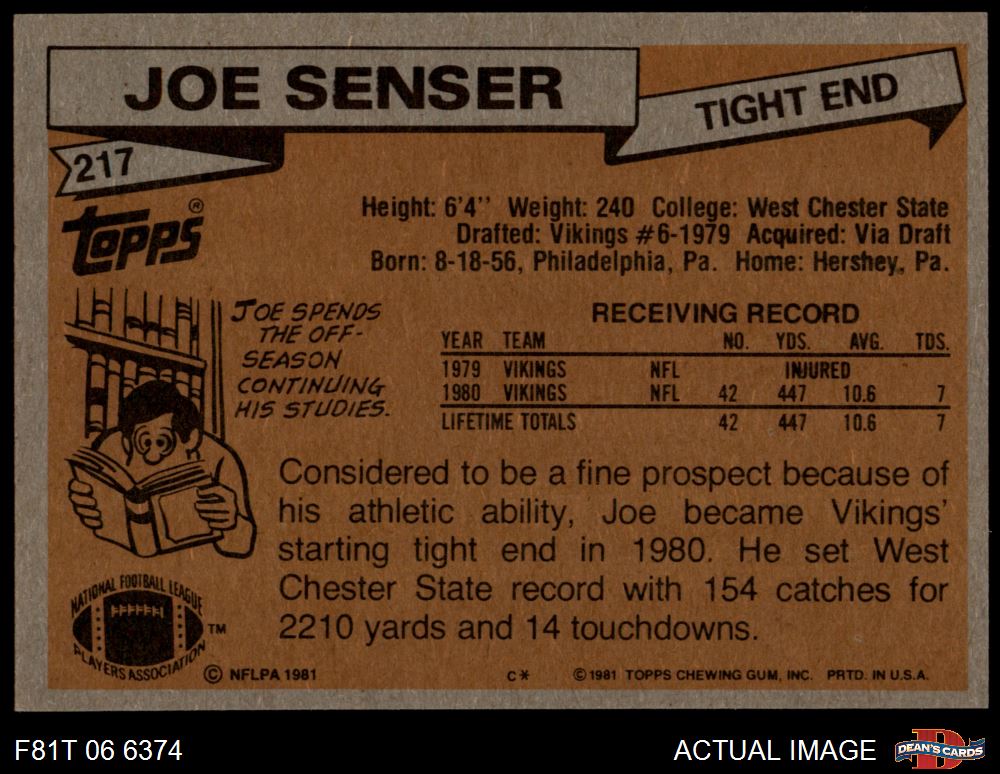 JOE SENSER
TIGHT END
217
TOPPS®
Height: 6'4'' Weight: 240 College: West Chester State
Drafted: Vikings #6-1979 Acquired: Via Draft
Born: 8-18-56, Philadelphia, Pa. Home: Hershey, Pa.
JOE SPENDS
THE OFF-
SEASON
CONTINUING
HIS STUDIES.
RECEIVING RECORD
YEAR TEAM NO. YDS. AVG. TDS.
1979 VIKINGS NFL INJURED
1980 VIKINGS NFL 42 447 10.6 7
LIFETIME TOTALS 42 447 10.6 7
Considered to be a fine prospect because of
his athletic ability, Joe became Vikings'
starting tight end in 1980. He set West
Chester State record with 154 catches for
2210 yards and 14 touchdowns.
NATIONAL FOOTBALL LEAGUE
PLAYERS ASSOCIATION
TM
© NFLPA 1981 C* © 1981 TOPPS CHEWING GUM, INC. PRTD. IN U.S.A.
F81T 06 6374 ACTUAL IMAGE D DEAN'S CARDS